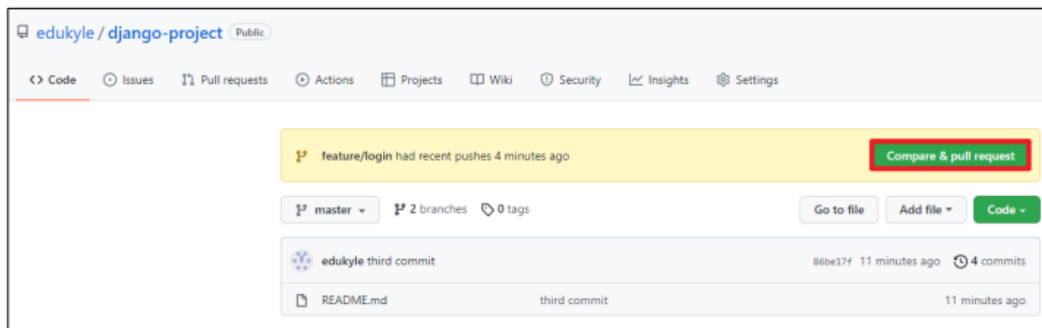 edukyle / django-project Public
Code Issues Pull requests Actions Projects Wiki Security Insights Settings
feature/login had recent pushes 4 minutes ago Compare & pull request
master 2 branches 0 tags Go to file Add file Code
edukyle third commit 86be17f 11 minutes ago 4 commits
README.md third commit 11 minutes ago